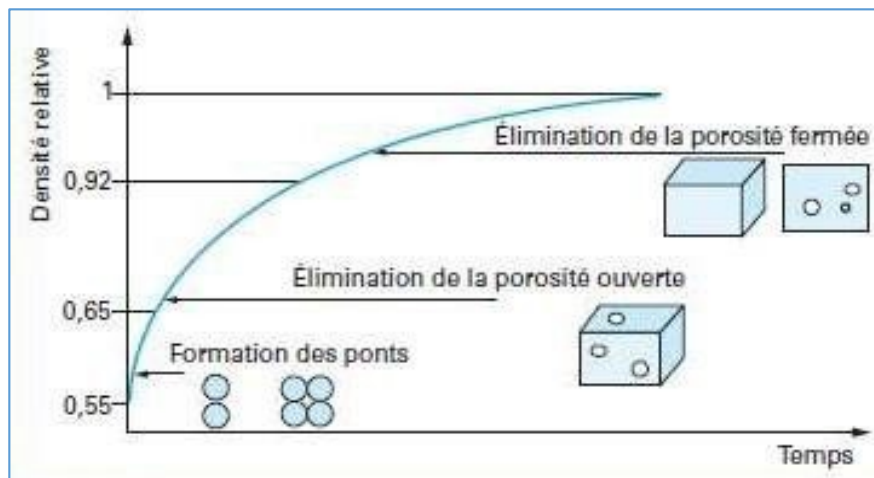 Densité relative
1
Élimination de la porosité fermée
0,92
Élimination de la porosité ouverte
0,65
Formation des ponts
0,55
Temps